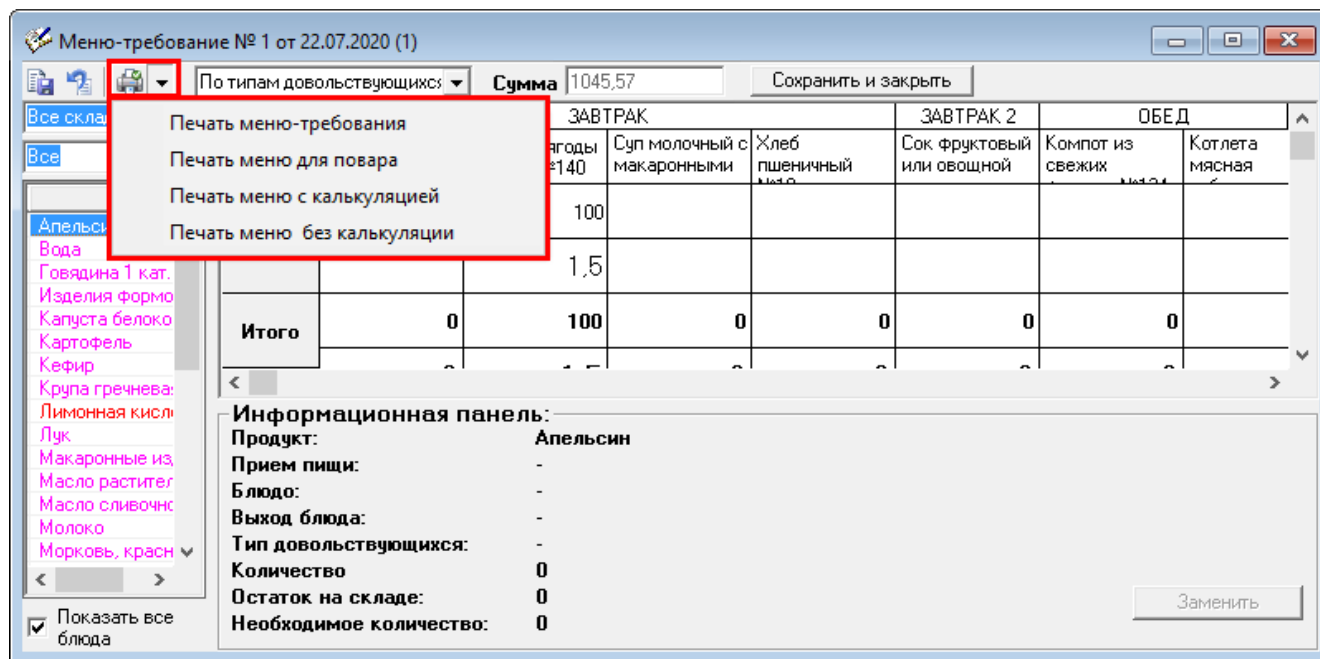 Меню-требование № 1 от 22.07.2020 (1)
По типам довольствующихся Сумма 1045,57 Сохранить и закрыть
Все
Печать меню-требования
Печать меню для повара
Печать меню с калькуляцией
Печать меню без калькуляции
ЗАВТРАК ЗАВТРАК 2 ОБЕД
№140 Суп молочный с макаронными Хлеб пшеничный Сок фруктовый или овощной Компот из свежих Котлета мясная
100
1,5
Итого 0 100 0 0 0 0
Апельси
Вода
Говядина 1 кат.
Изделия формо
Капуста белоко
Картофель
Кефир
Крупа гречнева
Лимонная кисл
Лук
Макаронные из
Масло растител
Масло сливочно
Молоко
Морковь, красн
Показать все
блюда
Информационная панель:
Продукт: Апельсин
Прием пищи: -
Блюдо: -
Выход блюда: -
Тип довольствующихся: -
Количество 0
Остаток на складе: 0
Необходимое количество: 0
Заменить